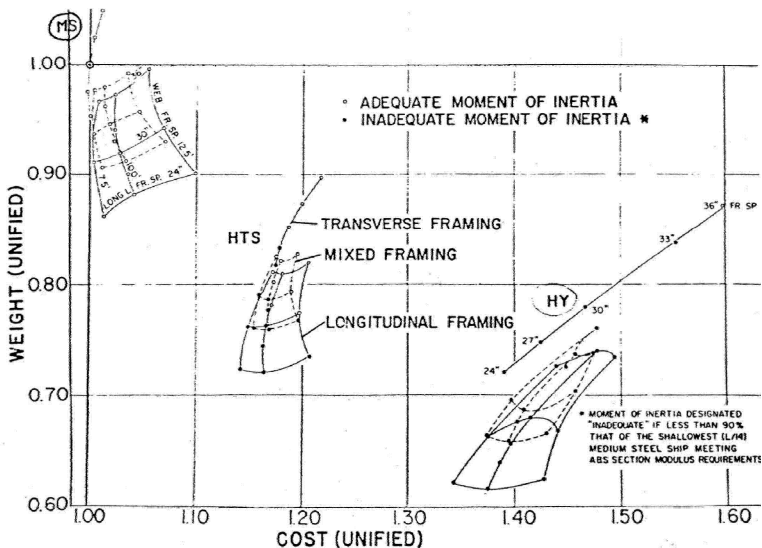 MS
1.00
WEB FR. SP. 12.5'
30"
100'
7.5'
LONG'L FR. SP. 24"
○ ADEQUATE MOMENT OF INERTIA
• INADEQUATE MOMENT OF INERTIA *
0.90
36" FR SP
TRANSVERSE FRAMING
HTS
33"
MIXED FRAMING
0.80
HY
30"
LONGITUDINAL FRAMING
27"
24"
0.70
* MOMENT OF INERTIA DESIGNATED
"INADEQUATE" IF LESS THAN 90%
THAT OF THE SHALLOWEST (L/14)
MEDIUM STEEL SHIP MEETING
ABS SECTION MODULUS REQUIREMENTS
0.60
WEIGHT (UNIFIED)
1.00 1.10 1.20 1.30 1.40 1.50 1.60
COST (UNIFIED)